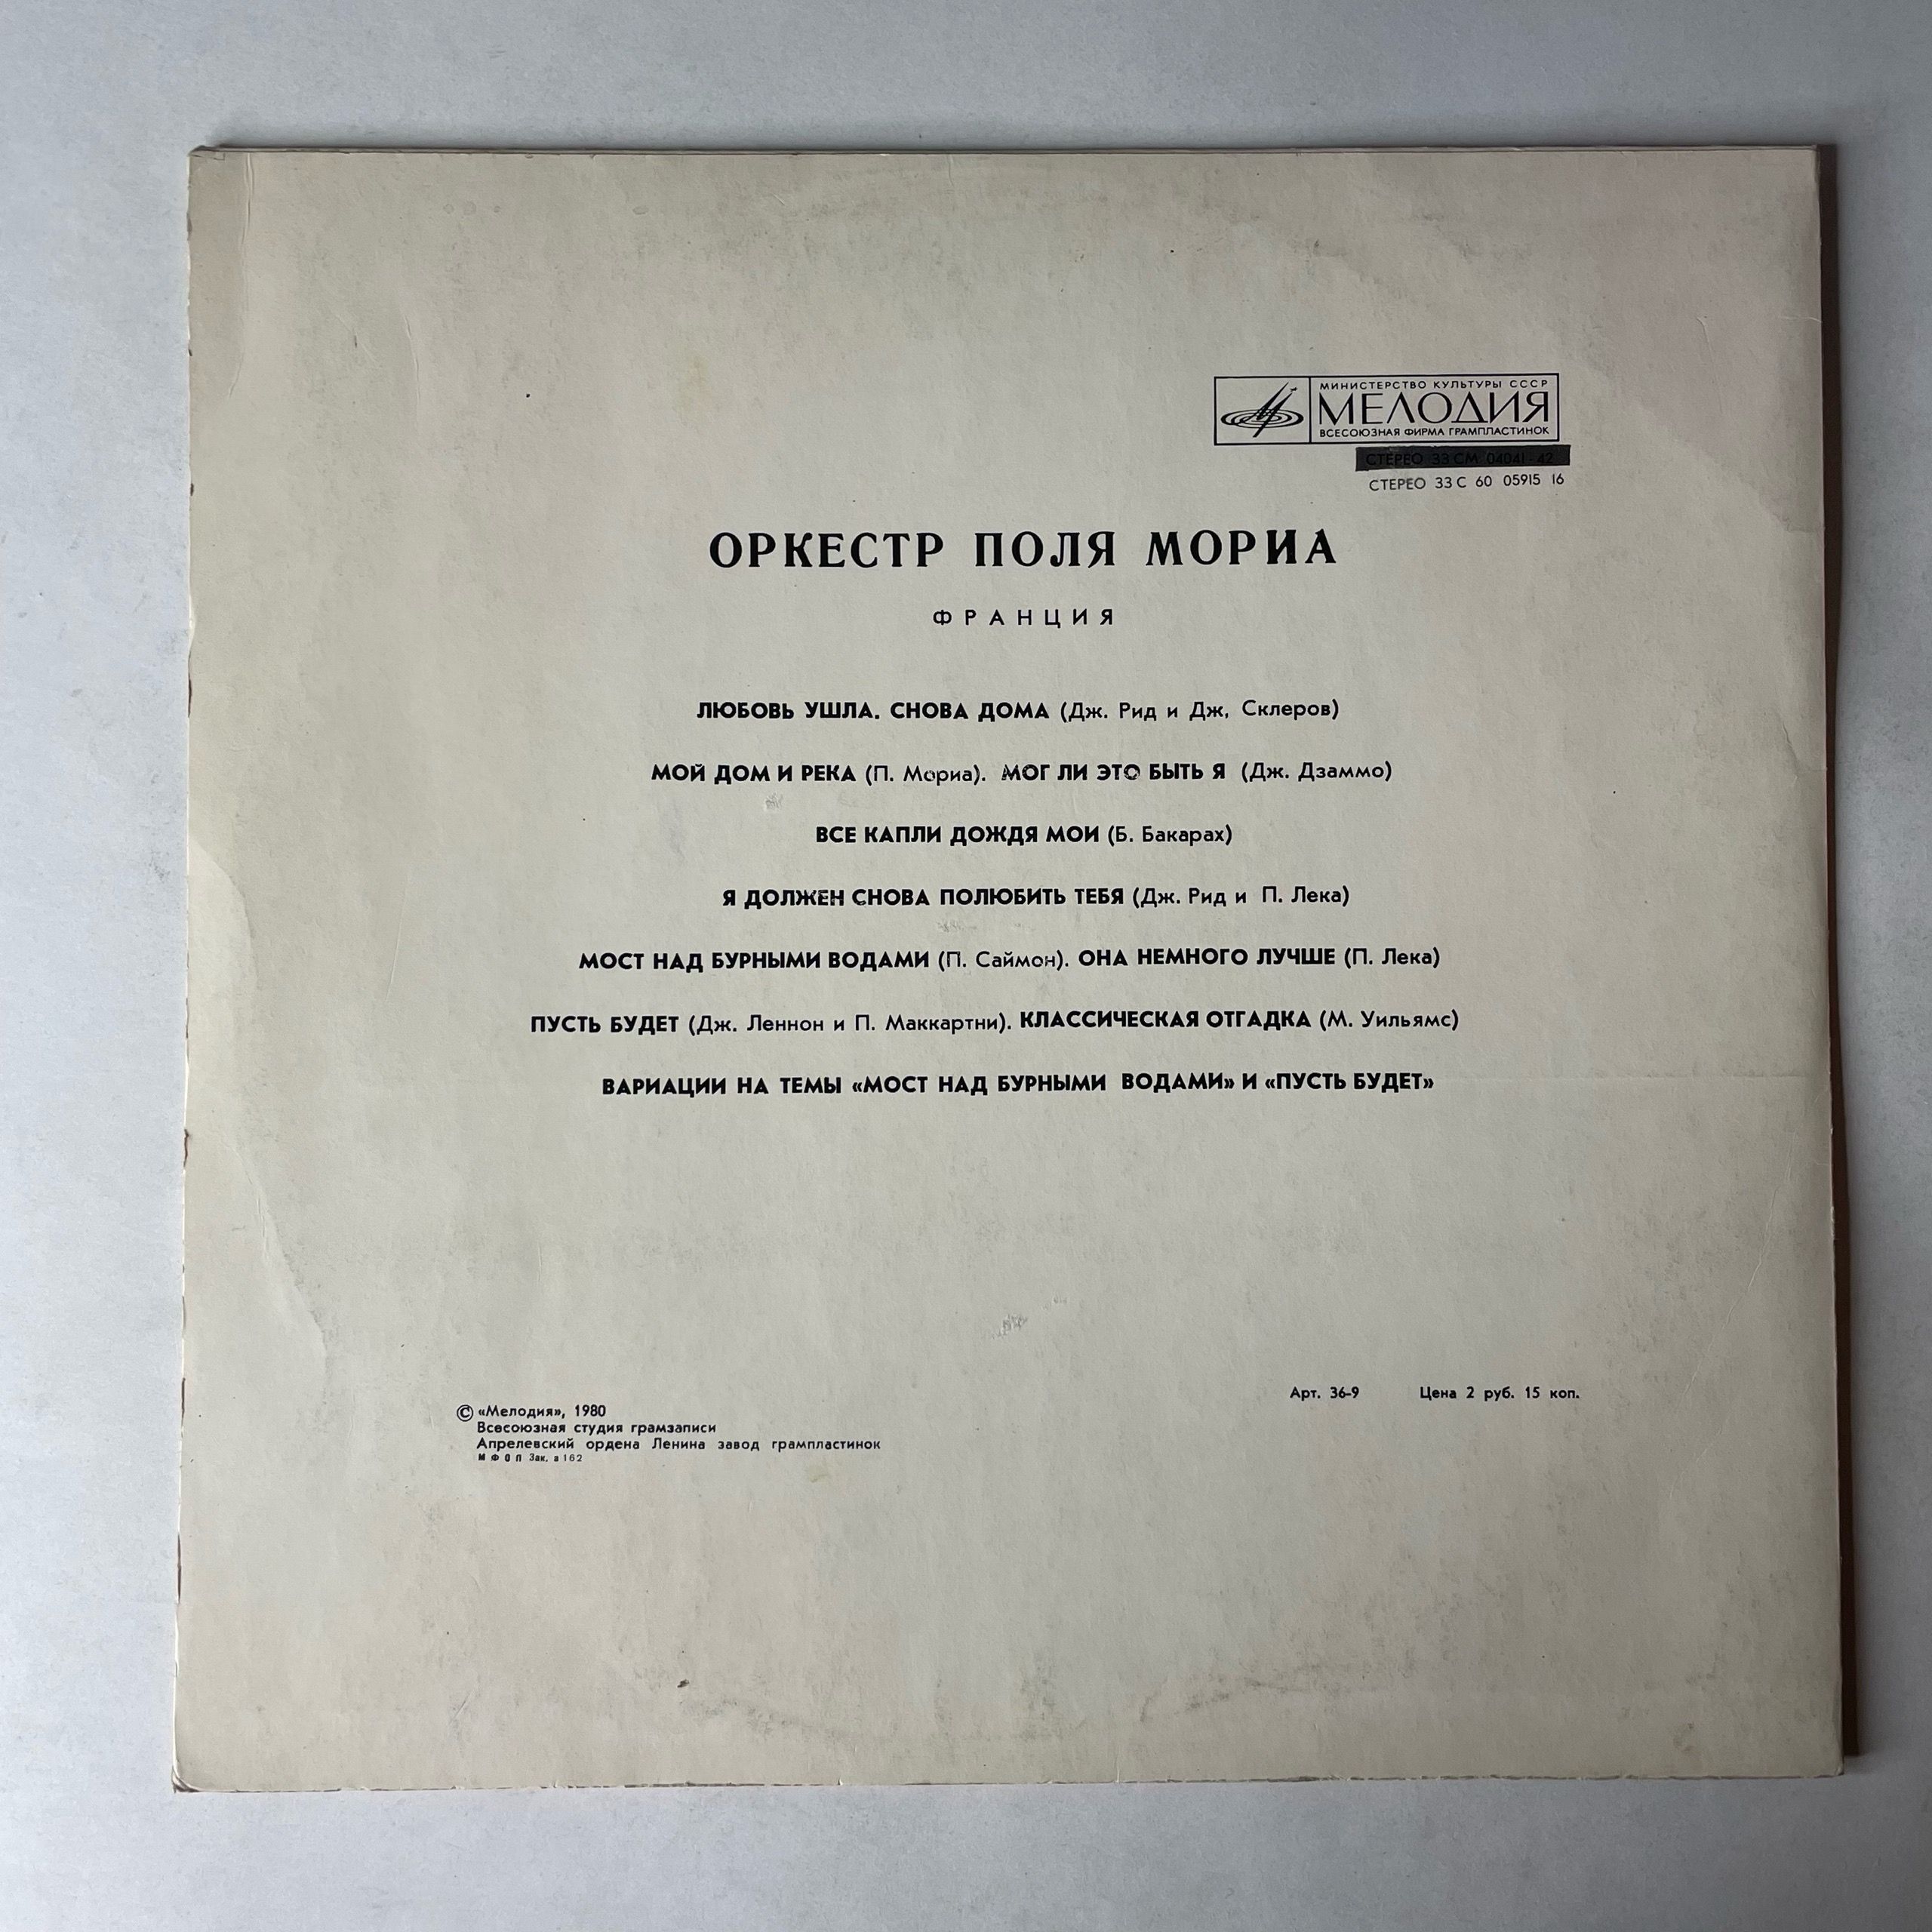 МИНИСТЕРСТВО КУЛЬТУРЫ СССР
МЕЛОДИЯ
ВСЕСОЮЗНАЯ ФИРМА ГРАМПЛАСТИНОК
СТЕРЕО 33 СМ 04041-42
СТЕРЕО 33 С 60 05915 16
ОРКЕСТР ПОЛЯ МОРИА
ФРАНЦИЯ
ЛЮБОВЬ УШЛА. СНОВА ДОМА (Дж. Рид и Дж. Склеров)
МОЙ ДОМ И РЕКА (П. Мориа). МОГ ЛИ ЭТО БЫТЬ Я (Дж. Дзаммо)
ВСЕ КАПЛИ ДОЖДЯ МОИ (Б. Бакарах)
Я ДОЛЖЕН СНОВА ПОЛЮБИТЬ ТЕБЯ (Дж. Рид и П. Лека)
МОСТ НАД БУРНЫМИ ВОДАМИ (П. Саймон). ОНА НЕМНОГО ЛУЧШЕ (П. Лека)
ПУСТЬ БУДЕТ (Дж. Леннон и П. Маккартни). КЛАССИЧЕСКАЯ ОТГАДКА (М. Уильямс)
ВАРИАЦИИ НА ТЕМЫ «МОСТ НАД БУРНЫМИ ВОДАМИ» И «ПУСТЬ БУДЕТ»
Арт. 36-9 Цена 2 руб. 15 коп.
© «Мелодия», 1980
Всесоюзная студия грамзаписи
Апрелевский ордена Ленина завод грампластинок
МФОП Зак. в 162